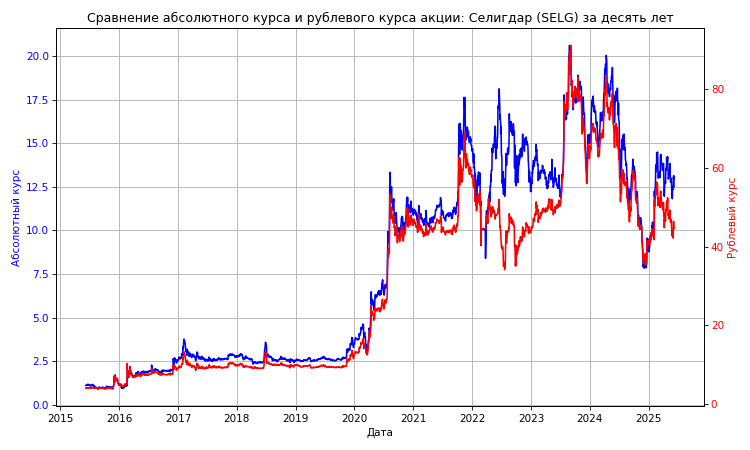 Сравнение абсолютного курса и рублевого курса акции: Селигдар (SELG) за десять лет
Абсолютный курс
20.0
17.5
15.0
12.5
10.0
7.5
5.0
2.5
0.0
80
60
40
20
0
Рублевый курс
2015 2016 2017 2018 2019 2020 2021 2022 2023 2024 2025
Дата